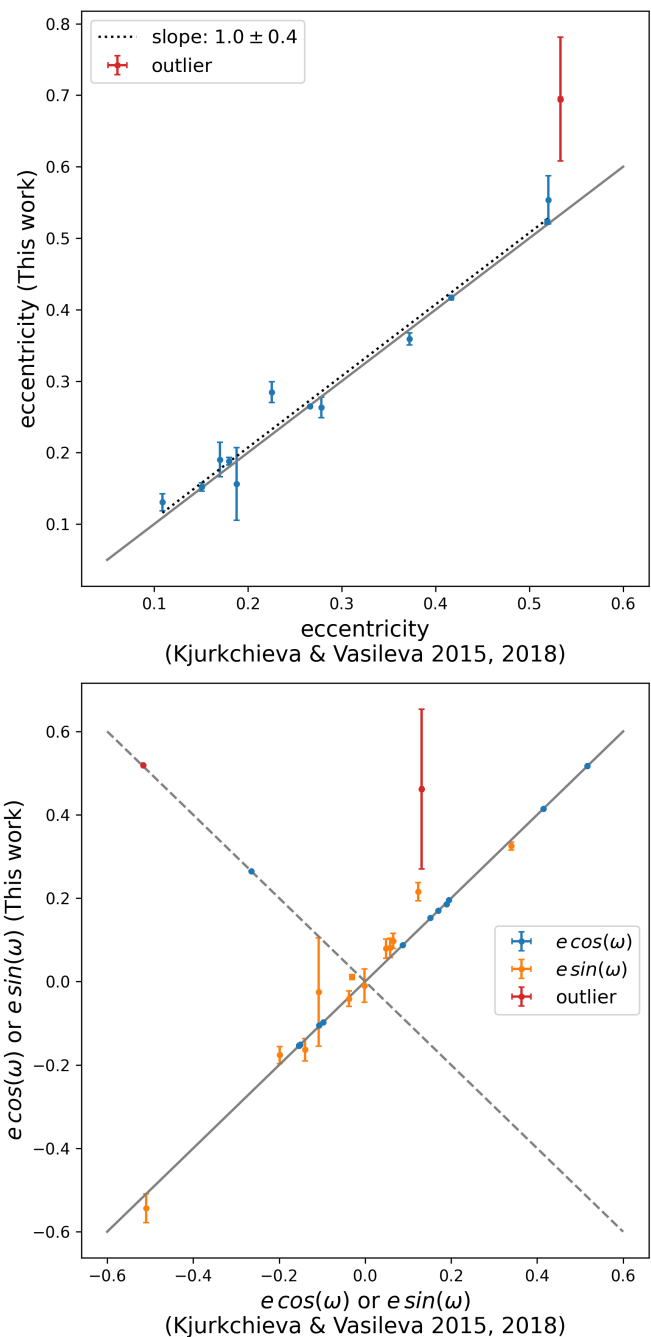 0.8
0.7
0.6
0.5
0.4
0.3
0.2
0.1
eccentricity (This work)
slope: 1.0 ± 0.4
outlier
0.1 0.2 0.3 0.4 0.5 0.6
eccentricity
(Kjurkchieva & Vasileva 2015, 2018)
0.6
0.4
0.2
0.0
−0.2
−0.4
−0.6
e cos(ω) or e sin(ω) (This work)
e cos(ω)
e sin(ω)
outlier
−0.6 −0.4 −0.2 0.0 0.2 0.4 0.6
e cos(ω) or e sin(ω)
(Kjurkchieva & Vasileva 2015, 2018)